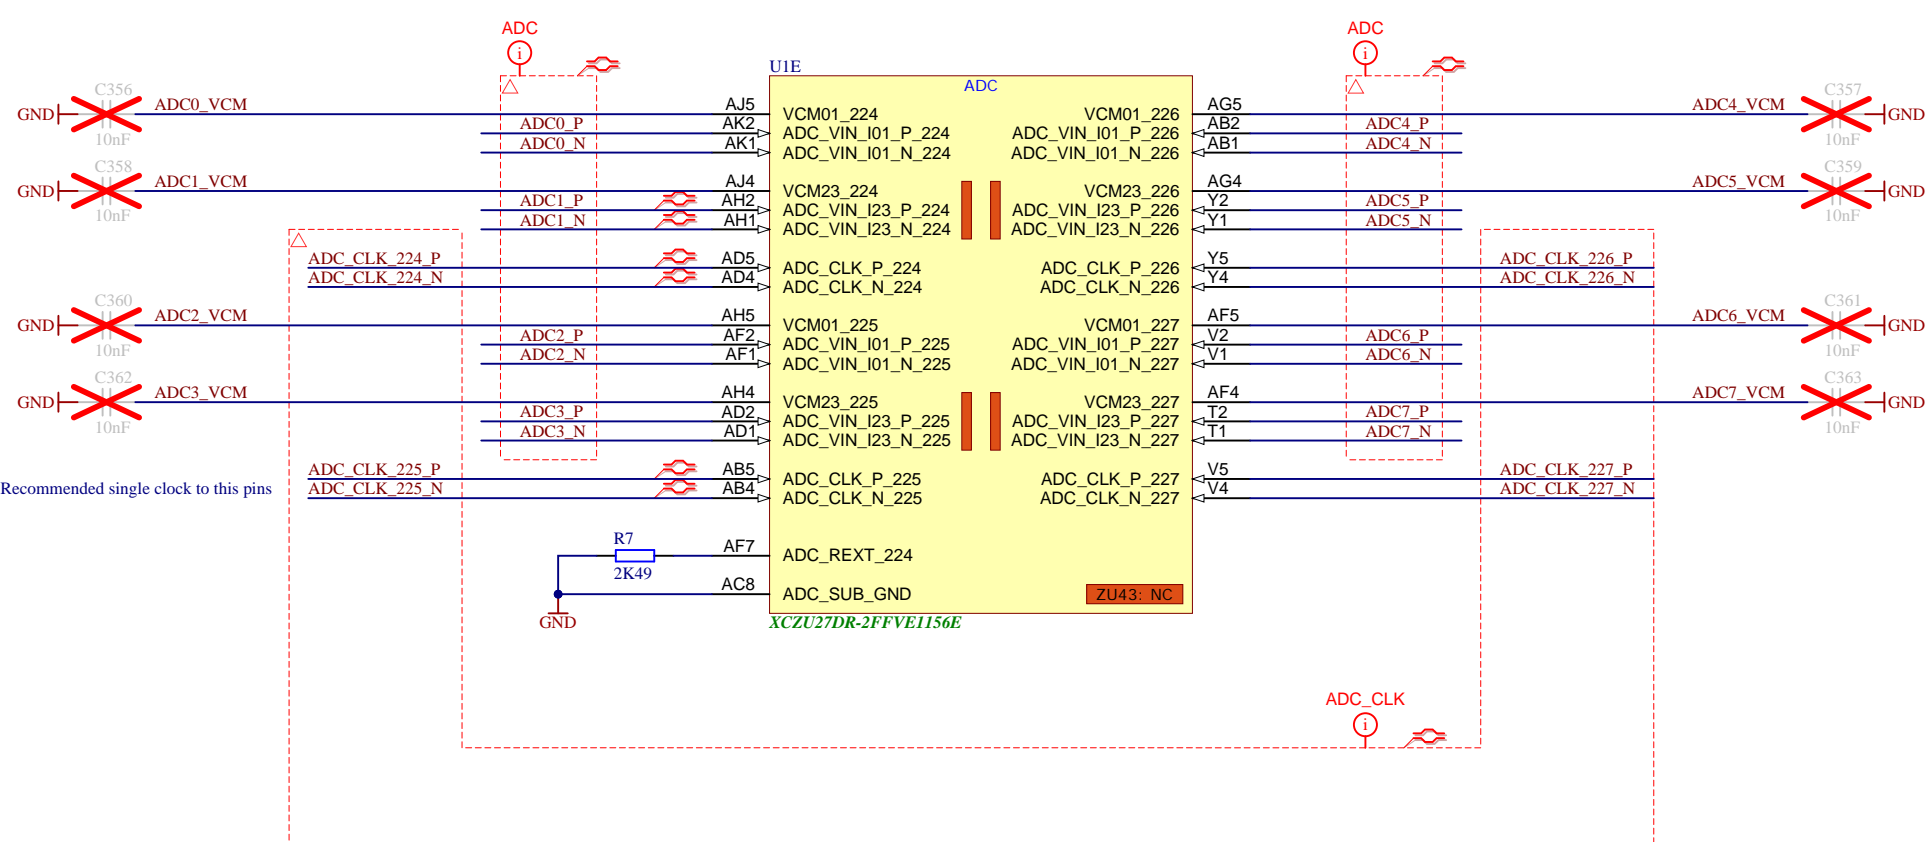 ADC
ADC
U1E
ADC
C356
GND
10nF
ADC0_VCM
AJ5
VCM01_224
ADC0_P
AK2
ADC_VIN_I01_P_224
ADC0_N
AK1
ADC_VIN_I01_N_224
C358
GND
10nF
ADC1_VCM
AJ4
VCM23_224
ADC1_P
AH2
ADC_VIN_I23_P_224
ADC1_N
AH1
ADC_VIN_I23_N_224
ADC_CLK_224_P
AD5
ADC_CLK_P_224
ADC_CLK_224_N
AD4
ADC_CLK_N_224
C360
GND
10nF
ADC2_VCM
AH5
VCM01_225
ADC2_P
AF2
ADC_VIN_I01_P_225
ADC2_N
AF1
ADC_VIN_I01_N_225
C362
GND
10nF
ADC3_VCM
AH4
VCM23_225
ADC3_P
AD2
ADC_VIN_I23_P_225
ADC3_N
AD1
ADC_VIN_I23_N_225
ADC_CLK_225_P
AB5
ADC_CLK_P_225
Recommended single clock to this pins
ADC_CLK_225_N
AB4
ADC_CLK_N_225
R7
2K49
AF7
ADC_REXT_224
AC8
ADC_SUB_GND
GND
VCM01_226
AG5
ADC4_VCM
C357
10nF
GND
ADC_VIN_I01_P_226
AB2
ADC4_P
ADC_VIN_I01_N_226
AB1
ADC4_N
VCM23_226
AG4
ADC5_VCM
C359
10nF
GND
ADC_VIN_I23_P_226
Y2
ADC5_P
ADC_VIN_I23_N_226
Y1
ADC5_N
ADC_CLK_P_226
Y5
ADC_CLK_226_P
ADC_CLK_N_226
Y4
ADC_CLK_226_N
VCM01_227
AF5
ADC6_VCM
C361
10nF
GND
ADC_VIN_I01_P_227
V2
ADC6_P
ADC_VIN_I01_N_227
V1
ADC6_N
VCM23_227
AF4
ADC7_VCM
C363
10nF
GND
ADC_VIN_I23_P_227
T2
ADC7_P
ADC_VIN_I23_N_227
T1
ADC7_N
ADC_CLK_P_227
V5
ADC_CLK_227_P
ADC_CLK_N_227
V4
ADC_CLK_227_N
ZU43: NC
XCZU27DR-2FFVE1156E
ADC_CLK